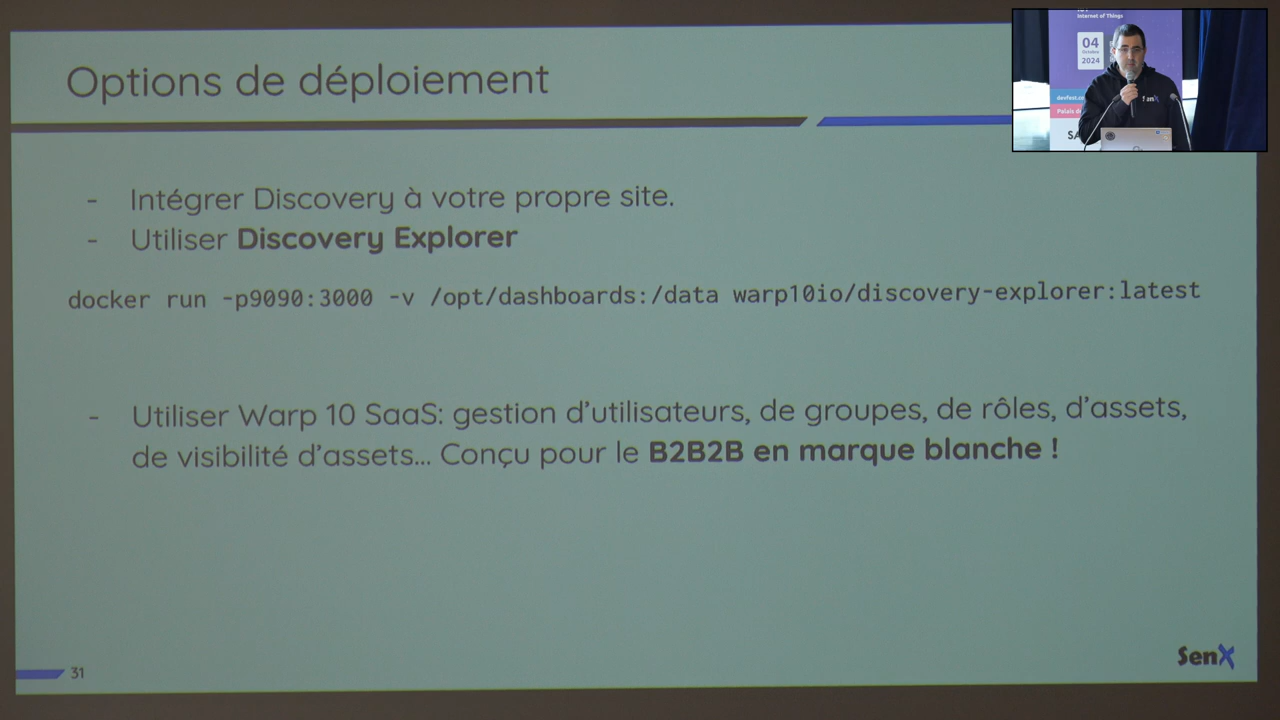 Options de déploiement
- Intégrer Discovery à votre propre site.
- Utiliser Discovery Explorer
docker run -p9090:3000 -v /opt/dashboards:/data warp10io/discovery-explorer:latest
- Utiliser Warp 10 SaaS: gestion d'utilisateurs, de groupes, de rôles, d'assets,
de visibilité d'assets... Conçu pour le B2B2B en marque blanche !
31
SenX
Internet of Things
04
Octobre
2024